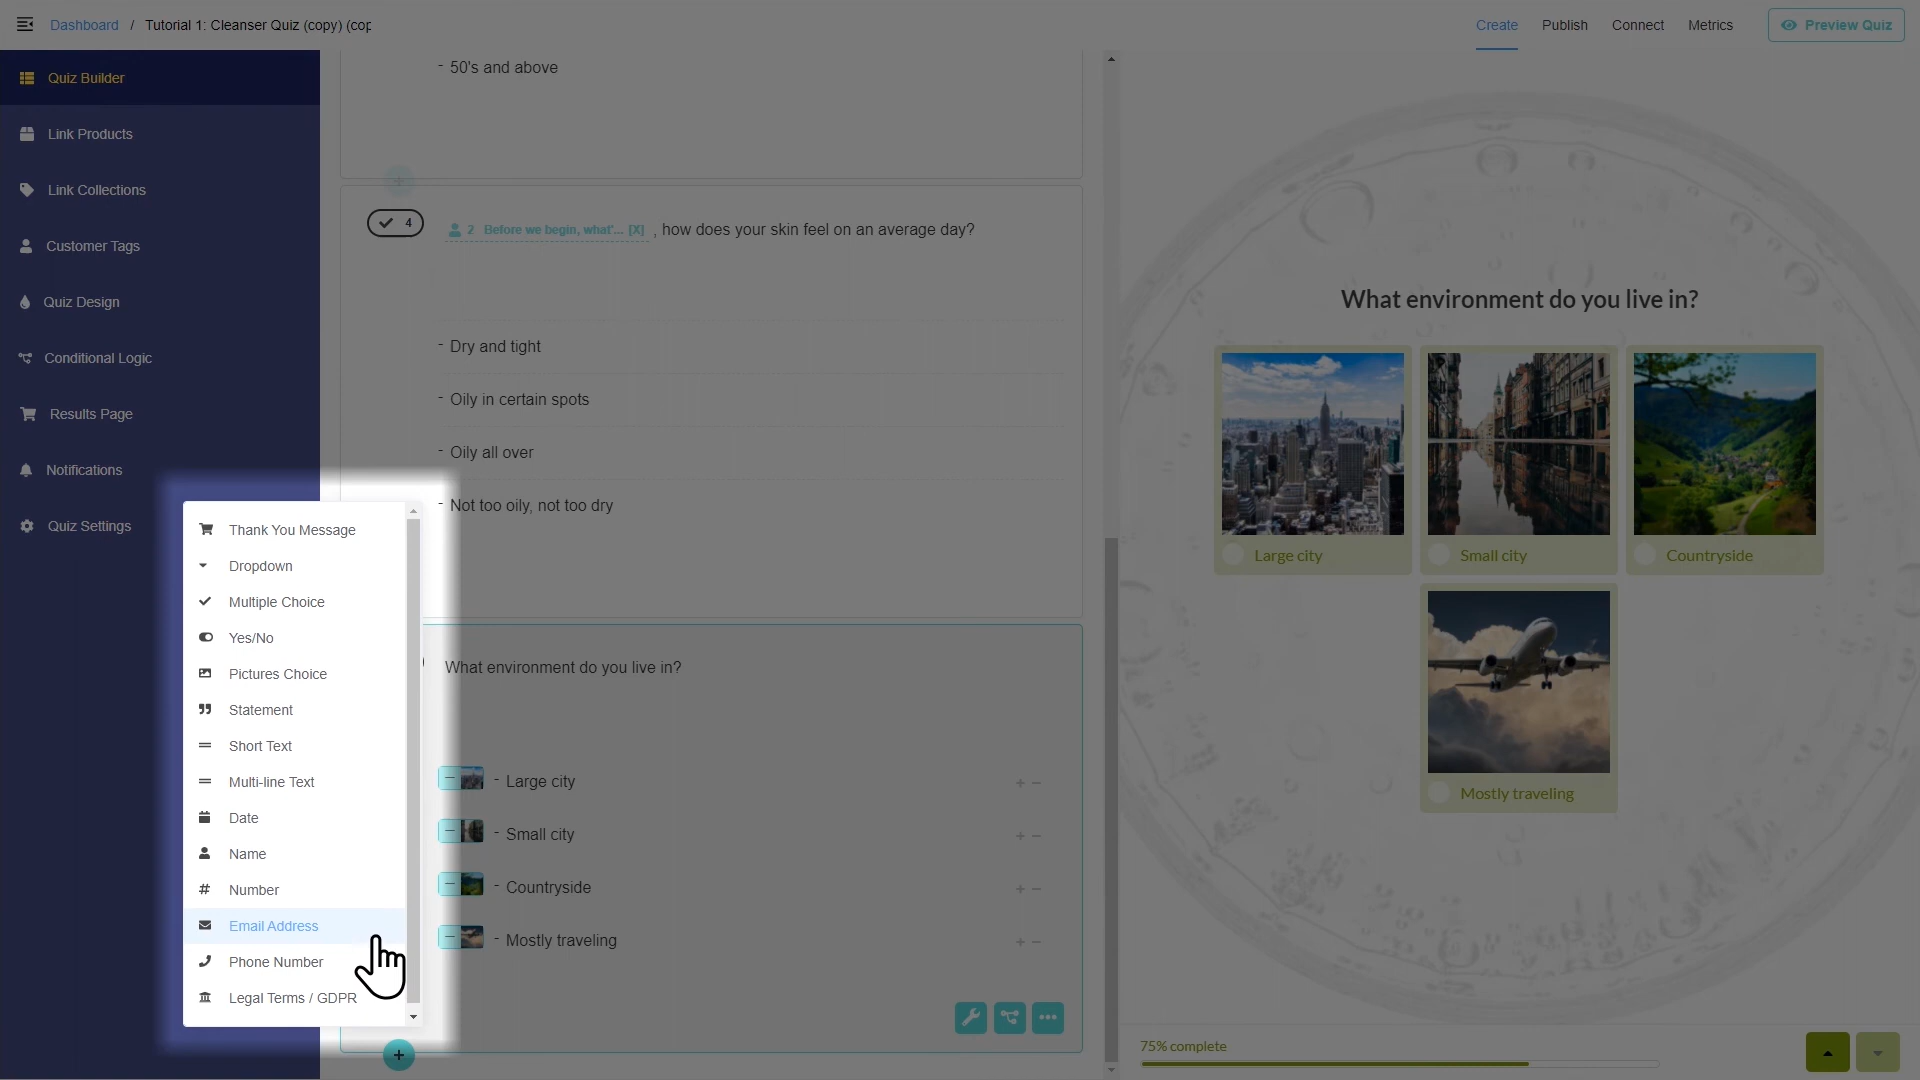 Dashboard / Tutorial 1: Cleanser Quiz (copy) (cop
Create Publish Connect Metrics Preview Quiz
Quiz Builder
Link Products
Link Collections
Customer Tags
Quiz Design
Conditional Logic
Results Page
Notifications
Quiz Settings
- 50's and above
4
2 Before we begin, what'... [X] , how does your skin feel on an average day?
- Dry and tight
- Oily in certain spots
- Oily all over
- Not too oily, not too dry
Thank You Message
Dropdown
Multiple Choice
Yes/No
Pictures Choice
Statement
Short Text
Multi-line Text
Date
Name
Number
Email Address
Phone Number
Legal Terms / GDPR
What environment do you live in?
- Large city
- Small city
- Countryside
- Mostly traveling
What environment do you live in?
Large city
Small city
Countryside
Mostly traveling
75% complete